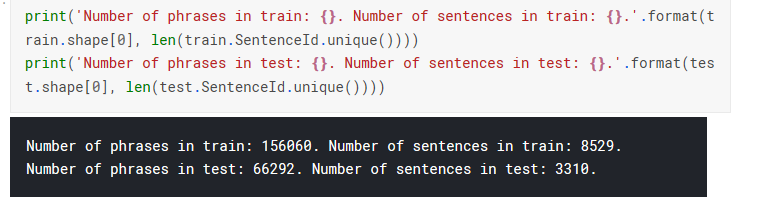 print('Number of phrases in train: {}. Number of sentences in train: {}.'.format(t
rain.shape[0], len(train.SentenceId.unique())))
print('Number of phrases in test: {}. Number of sentences in test: {}.'.format(tes
t.shape[0], len(test.SentenceId.unique())))
Number of phrases in train: 156060. Number of sentences in train: 8529.
Number of phrases in test: 66292. Number of sentences in test: 3310.